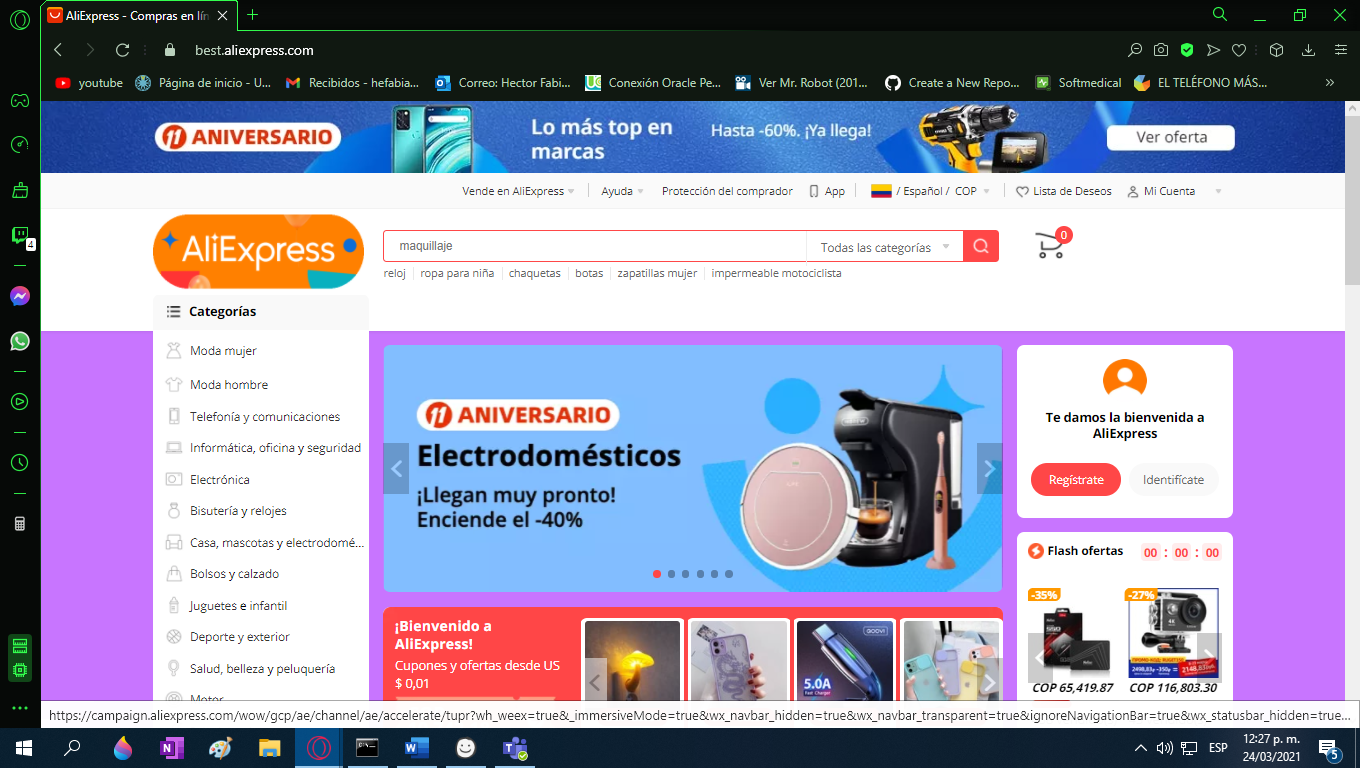 AliExpress - Compras en lín
best.aliexpress.com
youtube
Página de inicio - U...
Recibidos - hefabia...
Correo: Hector Fabi...
Conexión Oracle Pe...
Ver Mr. Robot (201...
Create a New Repo...
Softmedical
EL TELÉFONO MÁS...
»
11 ANIVERSARIO
Lo más top en
marcas
Hasta -60%. ¡Ya llega!
Ver oferta
Vende en AliExpress
Ayuda
Protección del comprador
App
/ Español / COP
Lista de Deseos
Mi Cuenta
AliExpress
maquillaje
Todas las categorías
0
reloj
ropa para niña
chaquetas
botas
zapatillas mujer
impermeable motociclista
4
Categorías
Moda mujer
Moda hombre
Telefonía y comunicaciones
Informática, oficina y seguridad
Electrónica
Bisutería y relojes
Casa, mascotas y electrodomé...
Bolsos y calzado
Juguetes e infantil
Deporte y exterior
Salud, belleza y peluquería
Motor
11 ANIVERSARIO
Electrodomésticos
¡Llegan muy pronto!
Enciende el -40%
Te damos la bienvenida a
AliExpress
Regístrate
Identifícate
Flash ofertas
00 : 00 : 00
-35%
-27%
4K
COP 65,419.87
COP 116,803.30
¡Bienvenido a
AliExpress!
Cupones y ofertas desde US
$ 0,01
5.0A
Fast Charger
https://campaign.aliexpress.com/wow/gcp/ae/channel/ae/accelerate/tupr?wh_weex=true&_immersiveMode=true&wx_navbar_hidden=true&wx_navbar_transparent=true&ignoreNavigationBar=true&wx_statusbar_hidden=true...
ESP
12:27 p. m.
24/03/2021
5